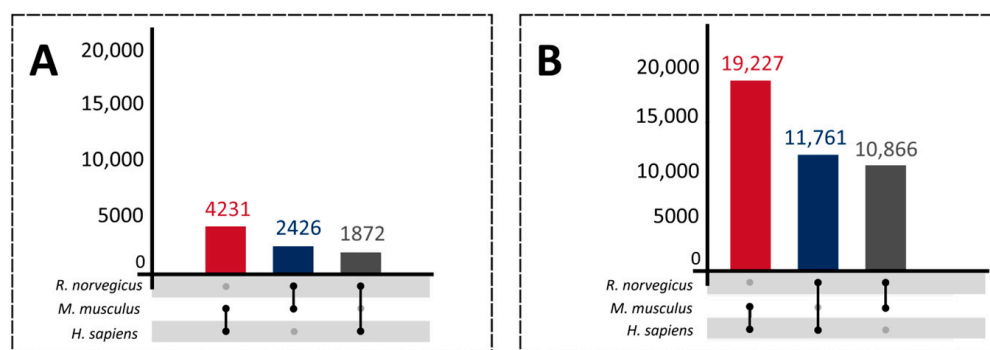 A
20,000
15,000
10,000
5000
0
4231
2426
1872
R. norvegicus
M. musculus
H. sapiens
B
20,000
15,000
10,000
5000
0
19,227
11,761
10,866
R. norvegicus
M. musculus
H. sapiens